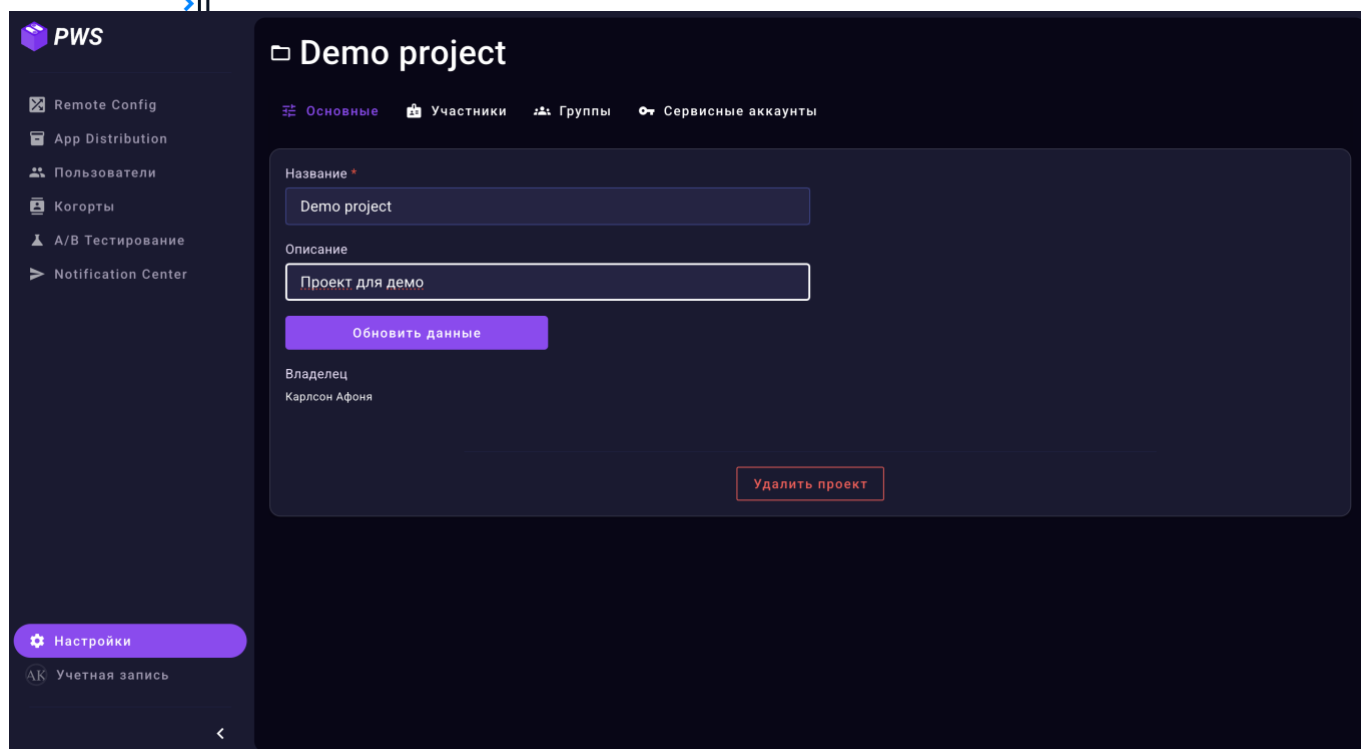 PWS
Remote Config
App Distribution
Пользователи
Когорты
А/В Тестирование
Notification Center
Настройки
AK Учетная запись
Demo project
Основные Участники Группы Сервисные аккаунты
Название *
Demo project
Описание
Проект для демо
Обновить данные
Владелец
Карлсон Афоня
Удалить проект